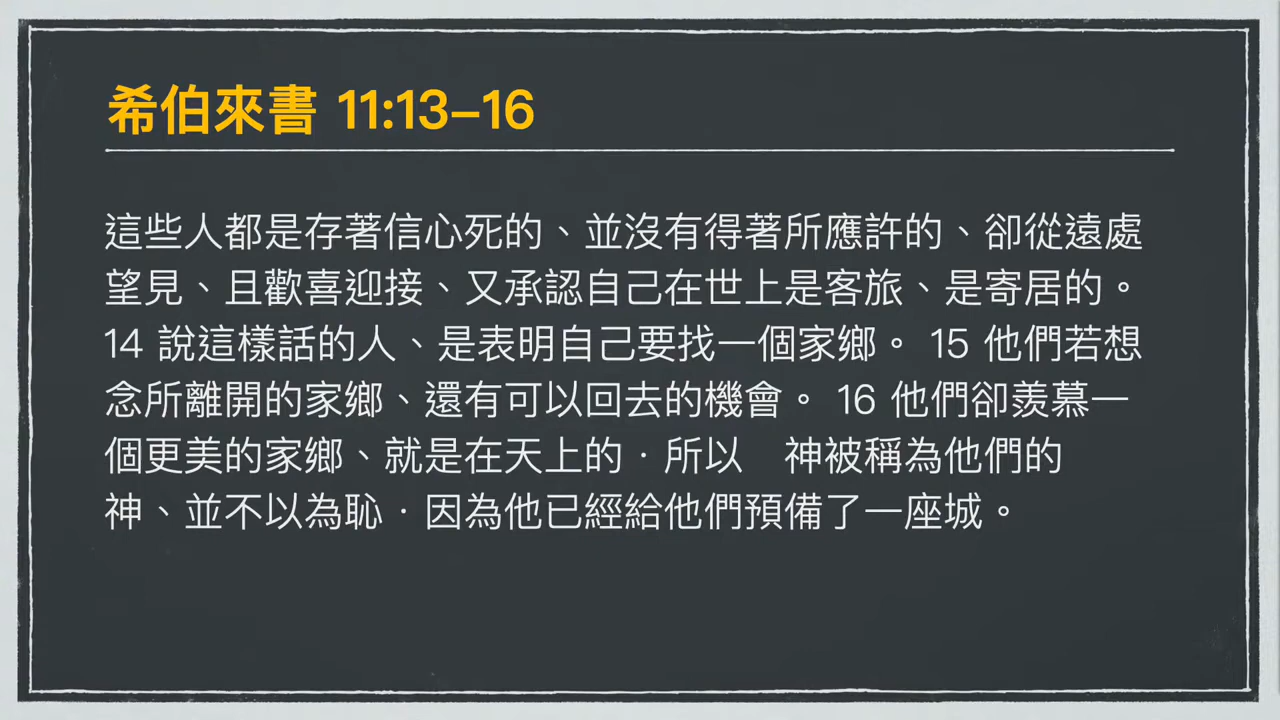 希伯來書 11:13–16
這些人都是存著信心死的、並沒有得著所應許的、卻從遠處
望見、且歡喜迎接、又承認自己在世上是客旅、是寄居的。
14 說這樣話的人、是表明自己要找一個家鄉。 15 他們若想
念所離開的家鄉、還有可以回去的機會。 16 他們卻羨慕一
個更美的家鄉、就是在天上的．所以　神被稱為他們的
神、並不以為恥．因為他已經給他們預備了一座城。